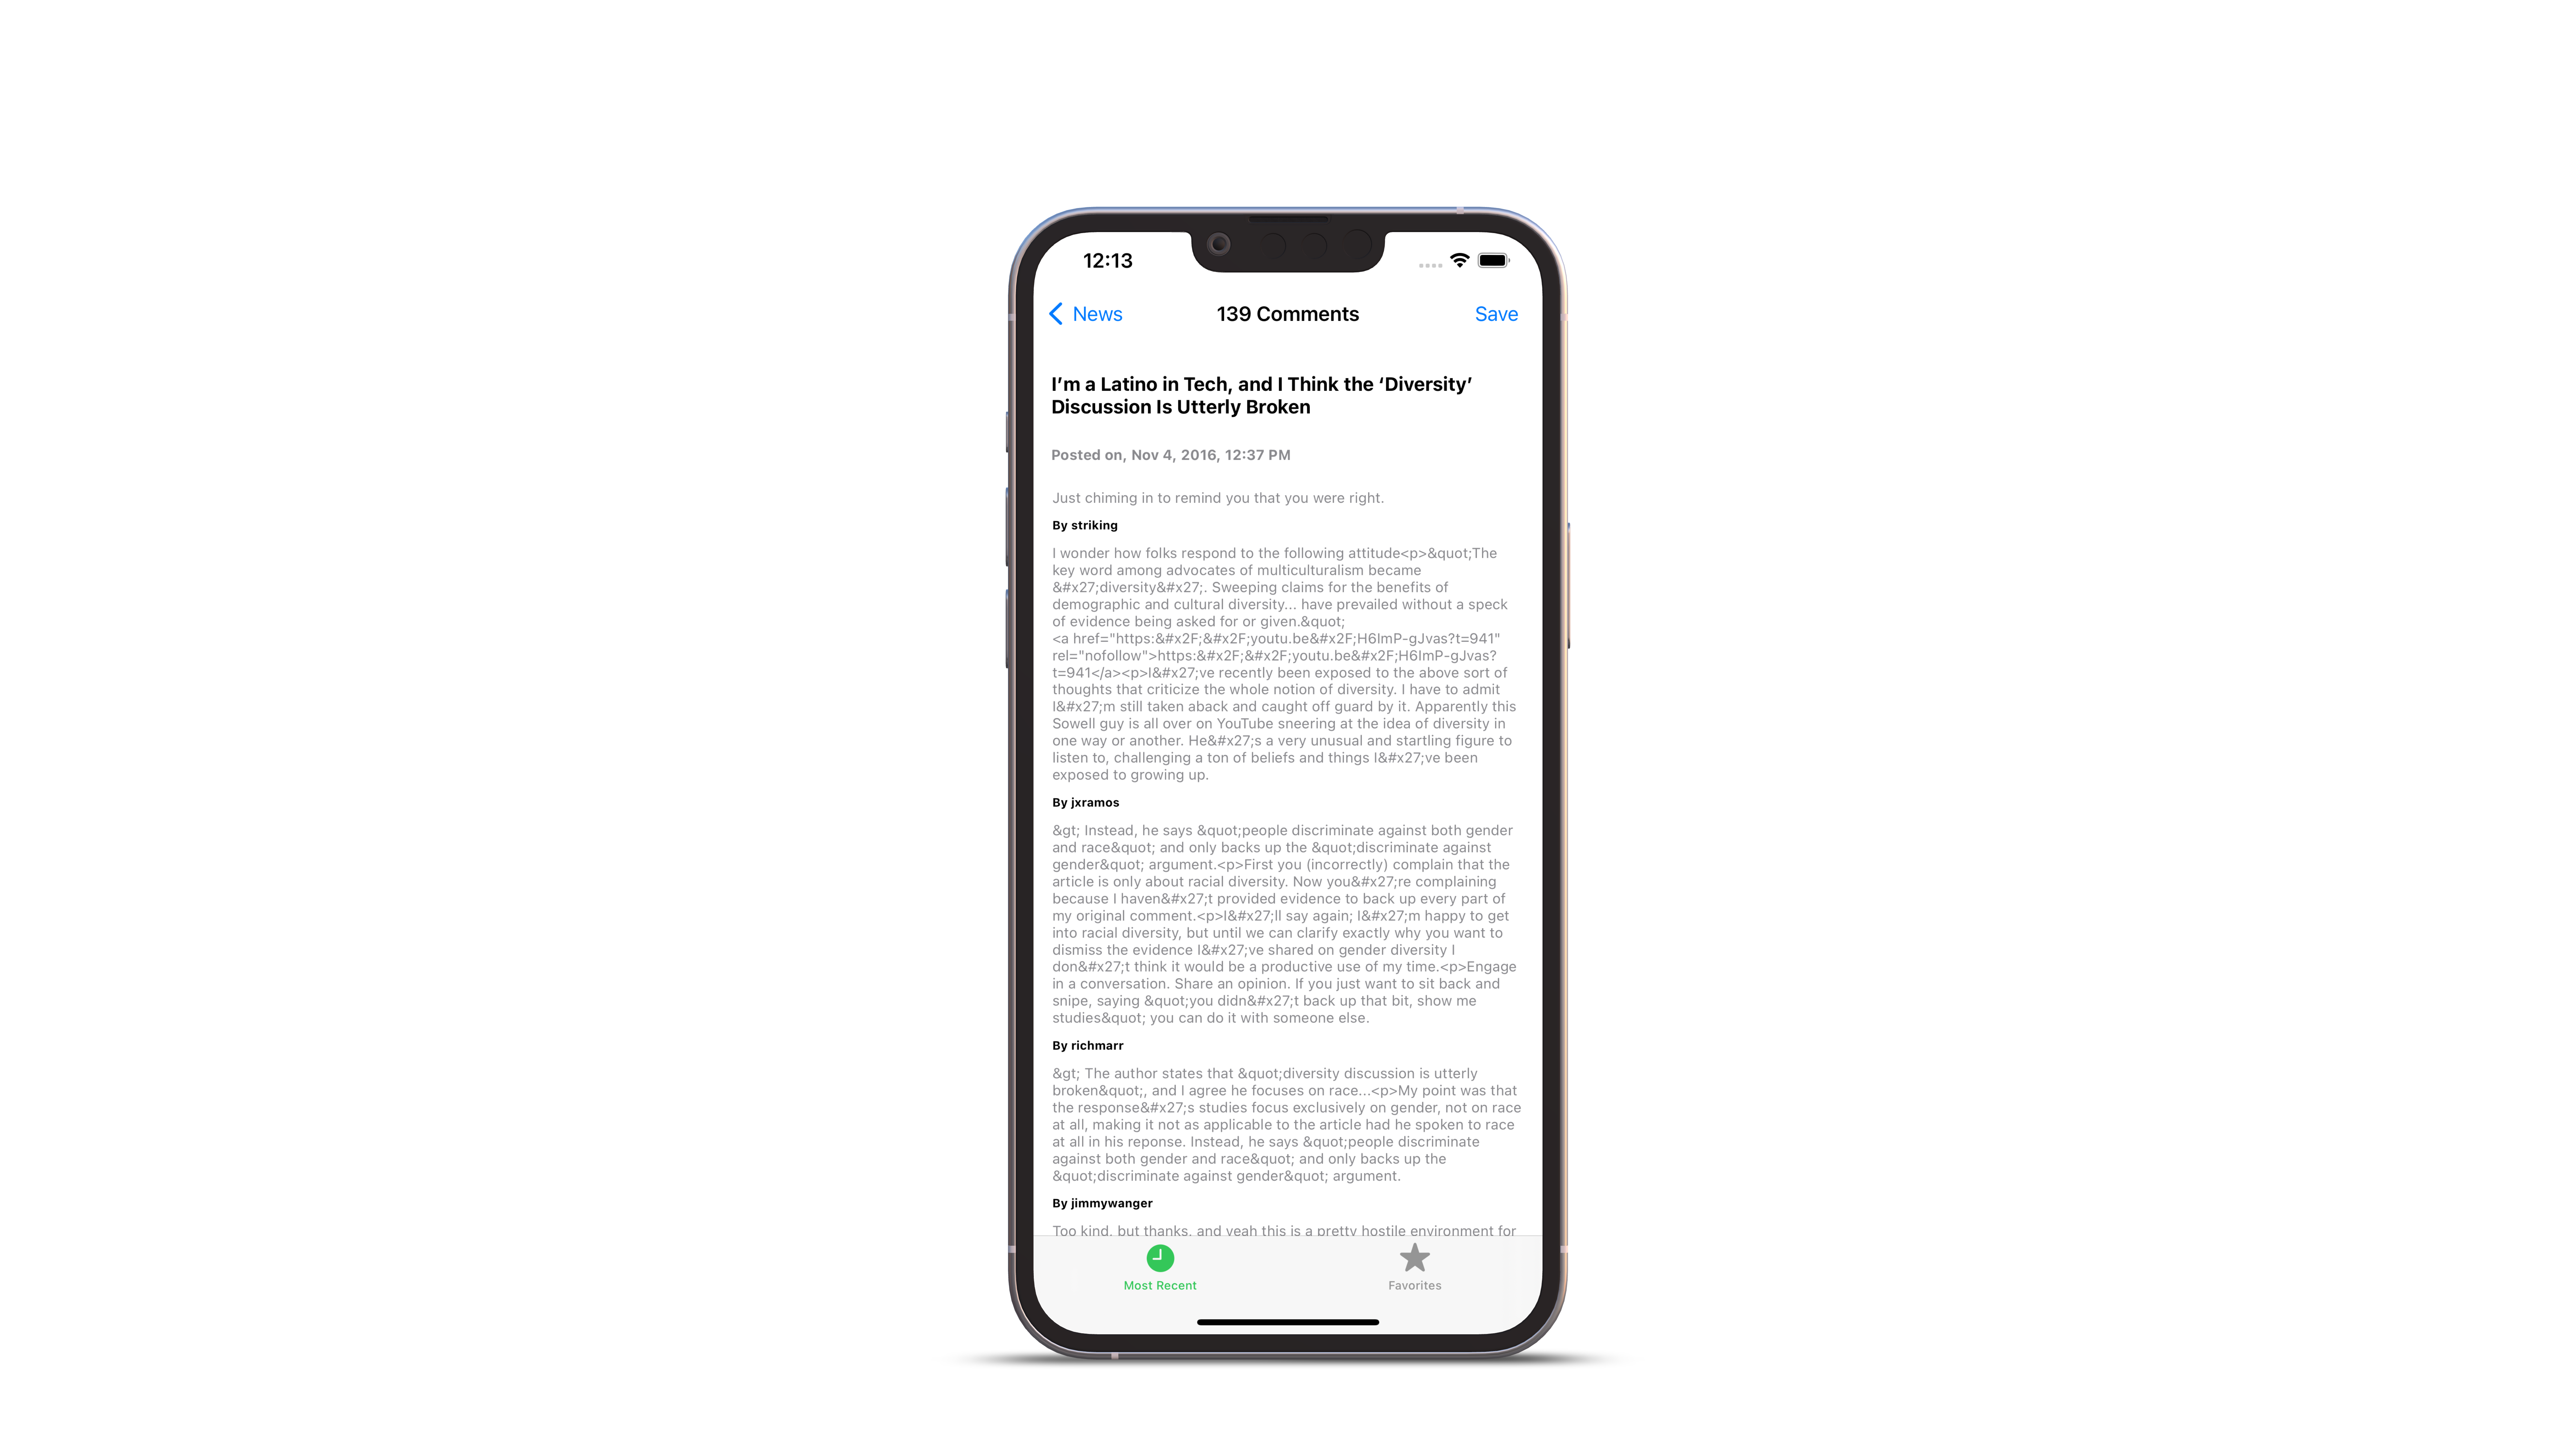 12:13
News
139 Comments
Save
I’m a Latino in Tech, and I Think the ‘Diversity’
Discussion Is Utterly Broken
Posted on, Nov 4, 2016, 12:37 PM
Just chiming in to remind you that you were right.
By striking
I wonder how folks respond to the following attitude<p>&quot;The
key word among advocates of multiculturalism became
&#x27;diversity&#x27;. Sweeping claims for the benefits of
demographic and cultural diversity... have prevailed without a speck
of evidence being asked for or given.&quot;
<a href="https:&#x2F;&#x2F;youtu.be&#x2F;H6ImP-gJvas?t=941"
rel="nofollow">https:&#x2F;&#x2F;youtu.be&#x2F;H6ImP-gJvas?
t=941</a><p>I&#x27;ve recently been exposed to the above sort of
thoughts that criticize the whole notion of diversity. I have to admit
I&#x27;m still taken aback and caught off guard by it. Apparently this
Sowell guy is all over on YouTube sneering at the idea of diversity in
one way or another. He&#x27;s a very unusual and startling figure to
listen to, challenging a ton of beliefs and things I&#x27;ve been
exposed to growing up.
By jxramos
&gt; Instead, he says &quot;people discriminate against both gender
and race&quot; and only backs up the &quot;discriminate against
gender&quot; argument.<p>First you (incorrectly) complain that the
article is only about racial diversity. Now you&#x27;re complaining
because I haven&#x27;t provided evidence to back up every part of
my original comment.<p>I&#x27;ll say again; I&#x27;m happy to get
into racial diversity, but until we can clarify exactly why you want to
dismiss the evidence I&#x27;ve shared on gender diversity I
don&#x27;t think it would be a productive use of my time.<p>Engage
in a conversation. Share an opinion. If you just want to sit back and
snipe, saying &quot;you didn&#x27;t back up that bit, show me
studies&quot; you can do it with someone else.
By richmarr
&gt; The author states that &quot;diversity discussion is utterly
broken&quot;, and I agree he focuses on race...<p>My point was that
the response&#x27;s studies focus exclusively on gender, not on race
at all, making it not as applicable to the article had he spoken to race
at all in his reponse. Instead, he says &quot;people discriminate
against both gender and race&quot; and only backs up the
&quot;discriminate against gender&quot; argument.
By jimmywanger
Too kind, but thanks, and yeah this is a pretty hostile environment for
Most Recent
Favorites